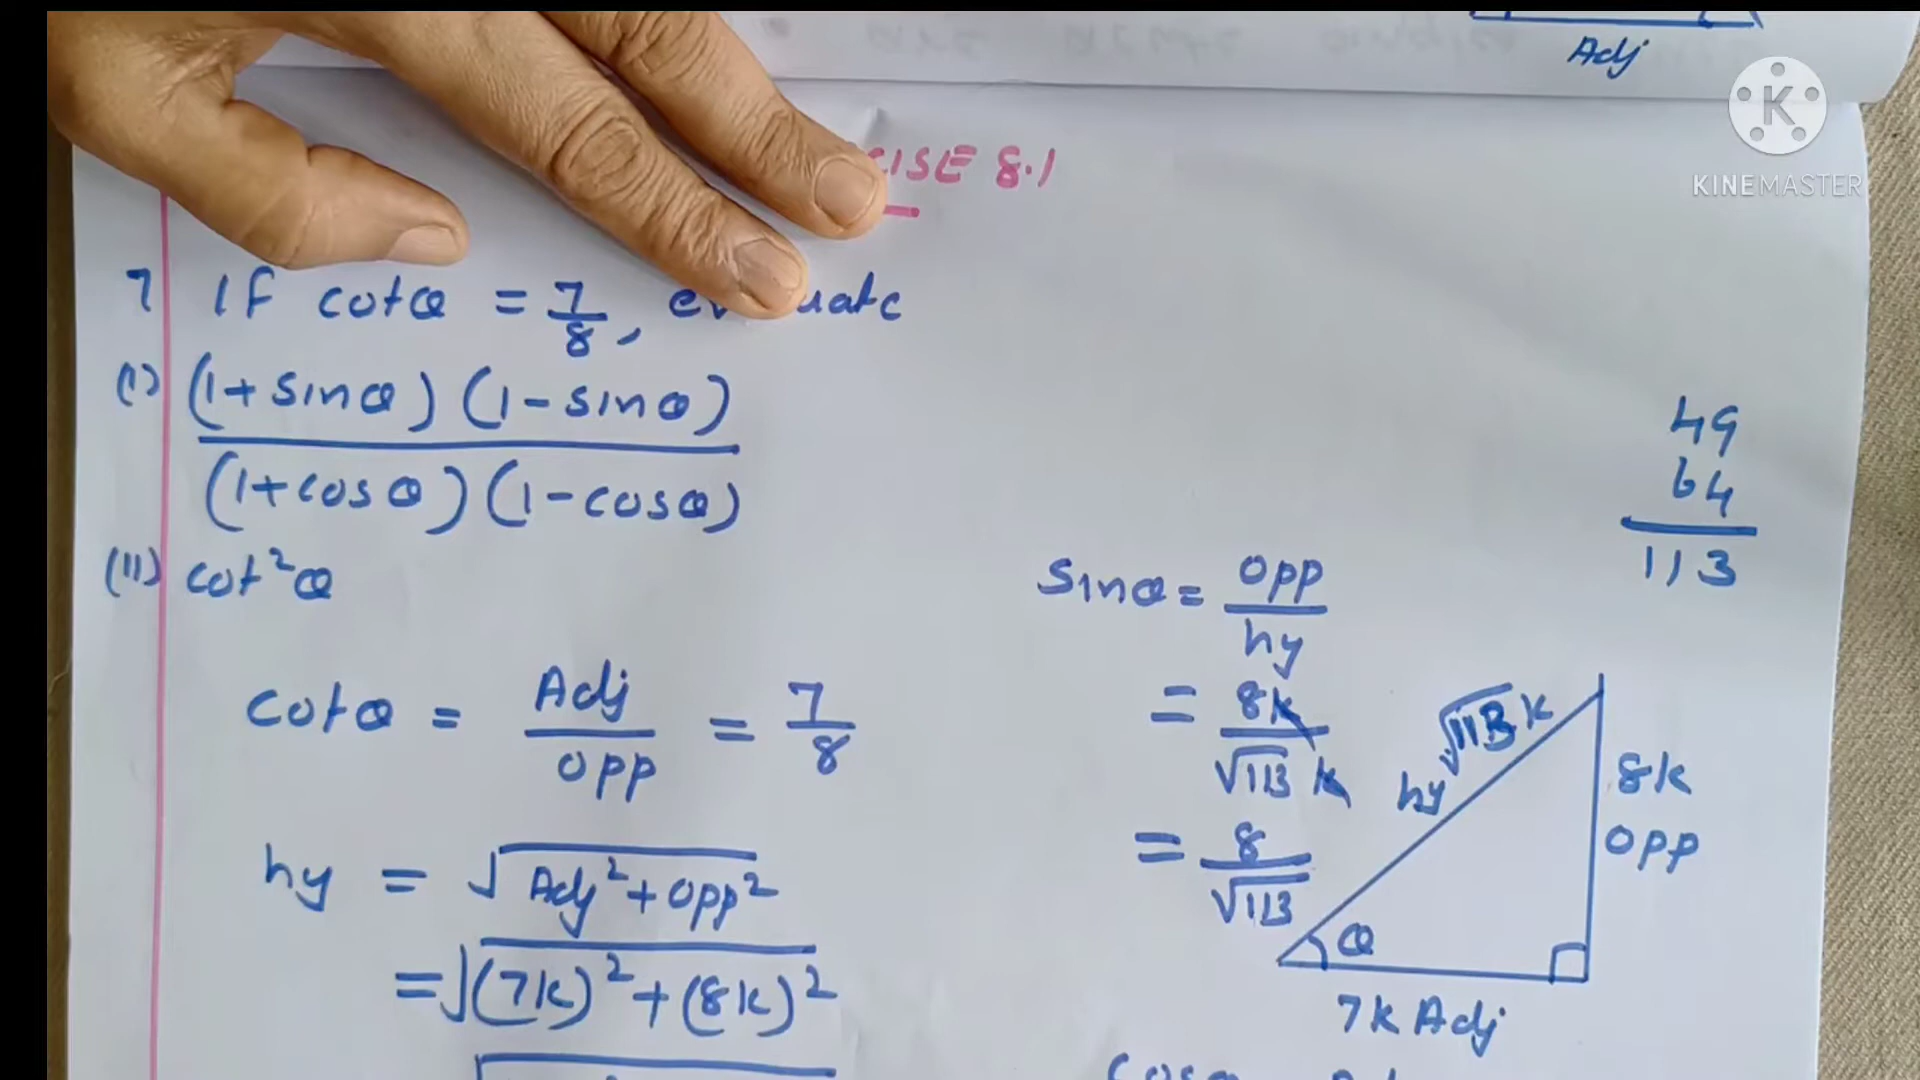 Adj
KINEMASTER
CISE 8.1
7 If cotθ = 7/8, evaluate
(i) (1+sinθ)(1-sinθ)
(1+cosθ)(1-cosθ)
(ii) cot²θ
49
64
113
cotθ = Adj/opp = 7/8
hy = √Adj²+opp²
= √(7k)²+(8k)²
sinθ = opp/hy
= 8k/√113 k
= 8/√113
hy √113 k
8k
opp
θ
7k Adj